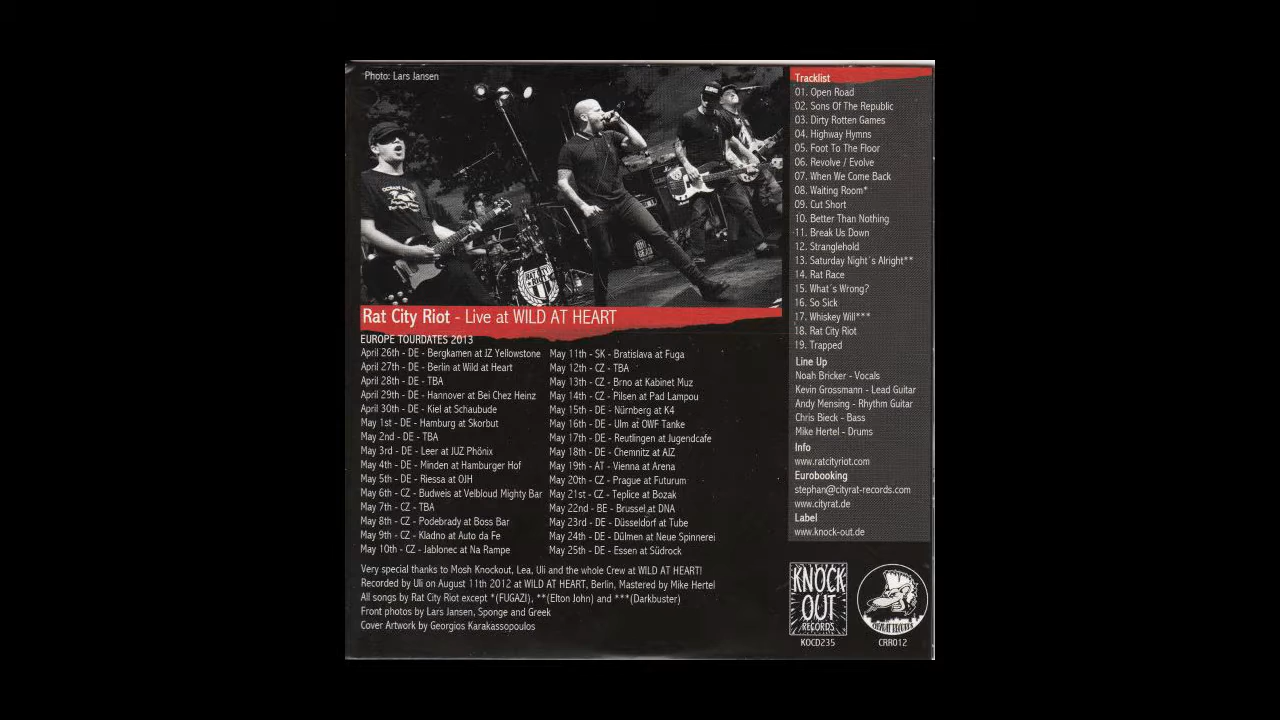 Photo: Lars Jansen
Rat City Riot - Live at WILD AT HEART
EUROPE TOURDATES 2013
April 26th - DE - Bergkamen at JZ Yellowstone
April 27th - DE - Berlin at Wild at Heart
April 28th - DE - TBA
April 29th - DE - Hannover at Bei Chez Heinz
April 30th - DE - Kiel at Schaubude
May 1st - DE - Hamburg at Skorbut
May 2nd - DE - TBA
May 3rd - DE - Leer at JUZ Phönix
May 4th - DE - Minden at Hamburger Hof
May 5th - DE - Riessa at OJH
May 6th - CZ - Budweis at Velbloud Mighty Bar
May 7th - CZ - TBA
May 8th - CZ - Podebrady at Boss Bar
May 9th - CZ - Kladno at Auto da Fe
May 10th - CZ - Jablonec at Na Rampe
May 11th - SK - Bratislava at Fuga
May 12th - CZ - TBA
May 13th - CZ - Brno at Kabinet Muz
May 14th - CZ - Pilsen at Pad Lampou
May 15th - DE - Nürnberg at K4
May 16th - DE - Ulm at OWF Tanke
May 17th - DE - Reutlingen at Jugendcafe
May 18th - DE - Chemnitz at AJZ
May 19th - AT - Vienna at Arena
May 20th - CZ - Prague at Futurum
May 21st - CZ - Teplice at Bozak
May 22nd - BE - Brussel at DNA
May 23rd - DE - Düsseldorf at Tube
May 24th - DE - Dülmen at Neue Spinnerei
May 25th - DE - Essen at Südrock
Very special thanks to Mosh Knockout, Lea, Uli and the whole Crew at WILD AT HEART!
Recorded by Uli on August 11th 2012 at WILD AT HEART, Berlin, Mastered by Mike Hertel
All songs by Rat City Riot except *(FUGAZI), **(Elton John) and ***(Darkbuster)
Front photos by Lars Jansen, Sponge and Greek
Cover Artwork by Georgios Karakassopoulos
Tracklist
01. Open Road
02. Sons Of The Republic
03. Dirty Rotten Games
04. Highway Hymns
05. Foot To The Floor
06. Revolve / Evolve
07. When We Come Back
08. Waiting Room*
09. Cut Short
10. Better Than Nothing
11. Break Us Down
12. Stranglehold
13. Saturday Night´s Alright**
14. Rat Race
15. What´s Wrong?
16. So Sick
17. Whiskey Will***
18. Rat City Riot
19. Trapped
Line Up
Noah Bricker - Vocals
Kevin Grossmann - Lead Guitar
Andy Mensing - Rhythm Guitar
Chris Bieck - Bass
Mike Hertel - Drums
Info
www.ratcityriot.com
Eurobooking
stephan@cityrat-records.com
www.cityrat.de
Label
www.knock-out.de
KNOCK
OUT
RECORDS
KOCD235
CRR012